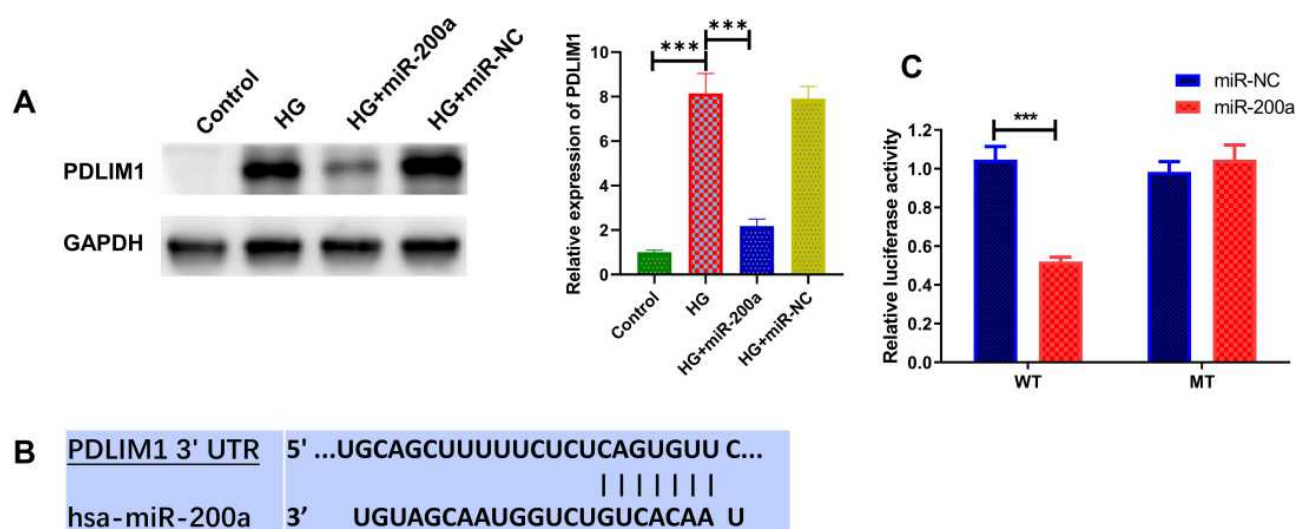 A
Control
HG
HG+miR-200a
HG+miR-NC
PDLIM1
GAPDH
Relative expression of PDLIM1
10
8
6
4
2
0
***
***
Control
HG
HG+miR-200a
HG+miR-NC
C
miR-NC
miR-200a
Relative luciferase activity
1.2
1.0
0.8
0.6
0.4
0.2
0.0
***
WT
MT
B
PDLIM1 3' UTR 5' ...UGCAGCUUUUUCUCUCAGUGUU C...
hsa-miR-200a 3' UGUAGCAAUGGUCUGUCACAA U